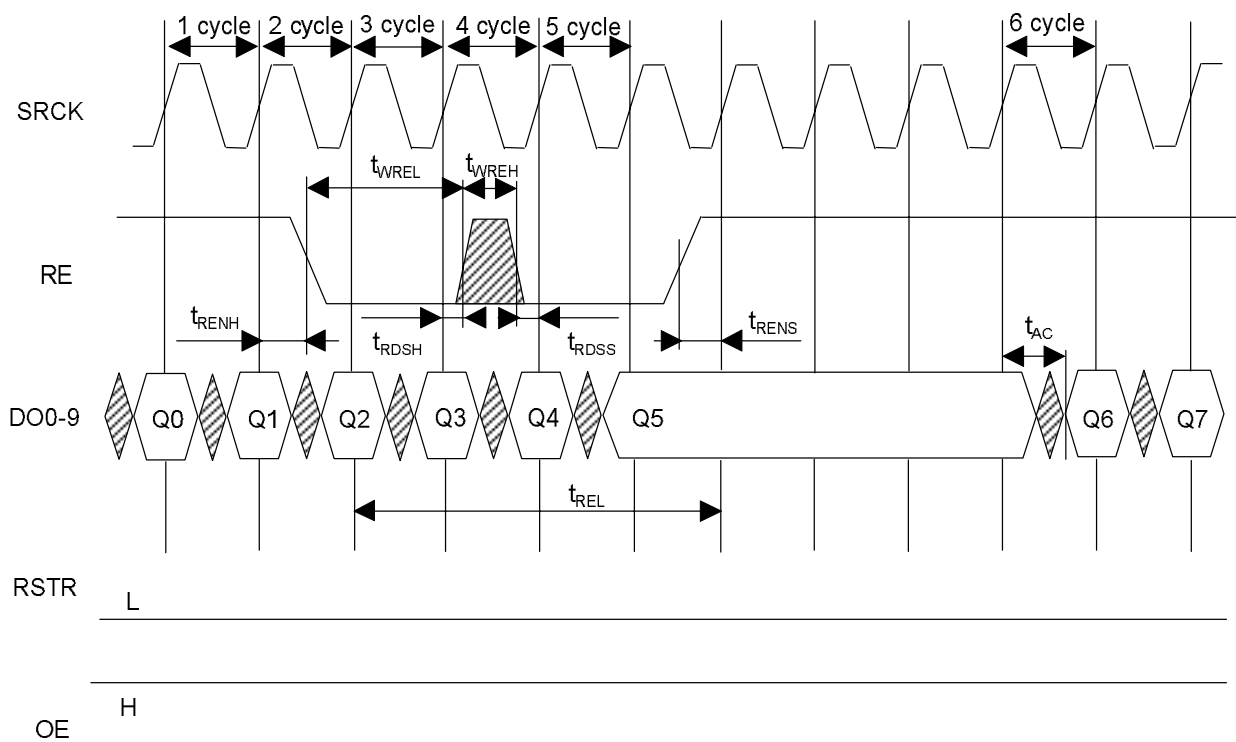 1 cycle 2 cycle 3 cycle 4 cycle 5 cycle 6 cycle
SRCK
tWREL tWREH
RE
tRENH tRDSH tRDSS tRENS tAC
DO0-9 Q0 Q1 Q2 Q3 Q4 Q5 Q6 Q7
tREL
RSTR
L
H
OE